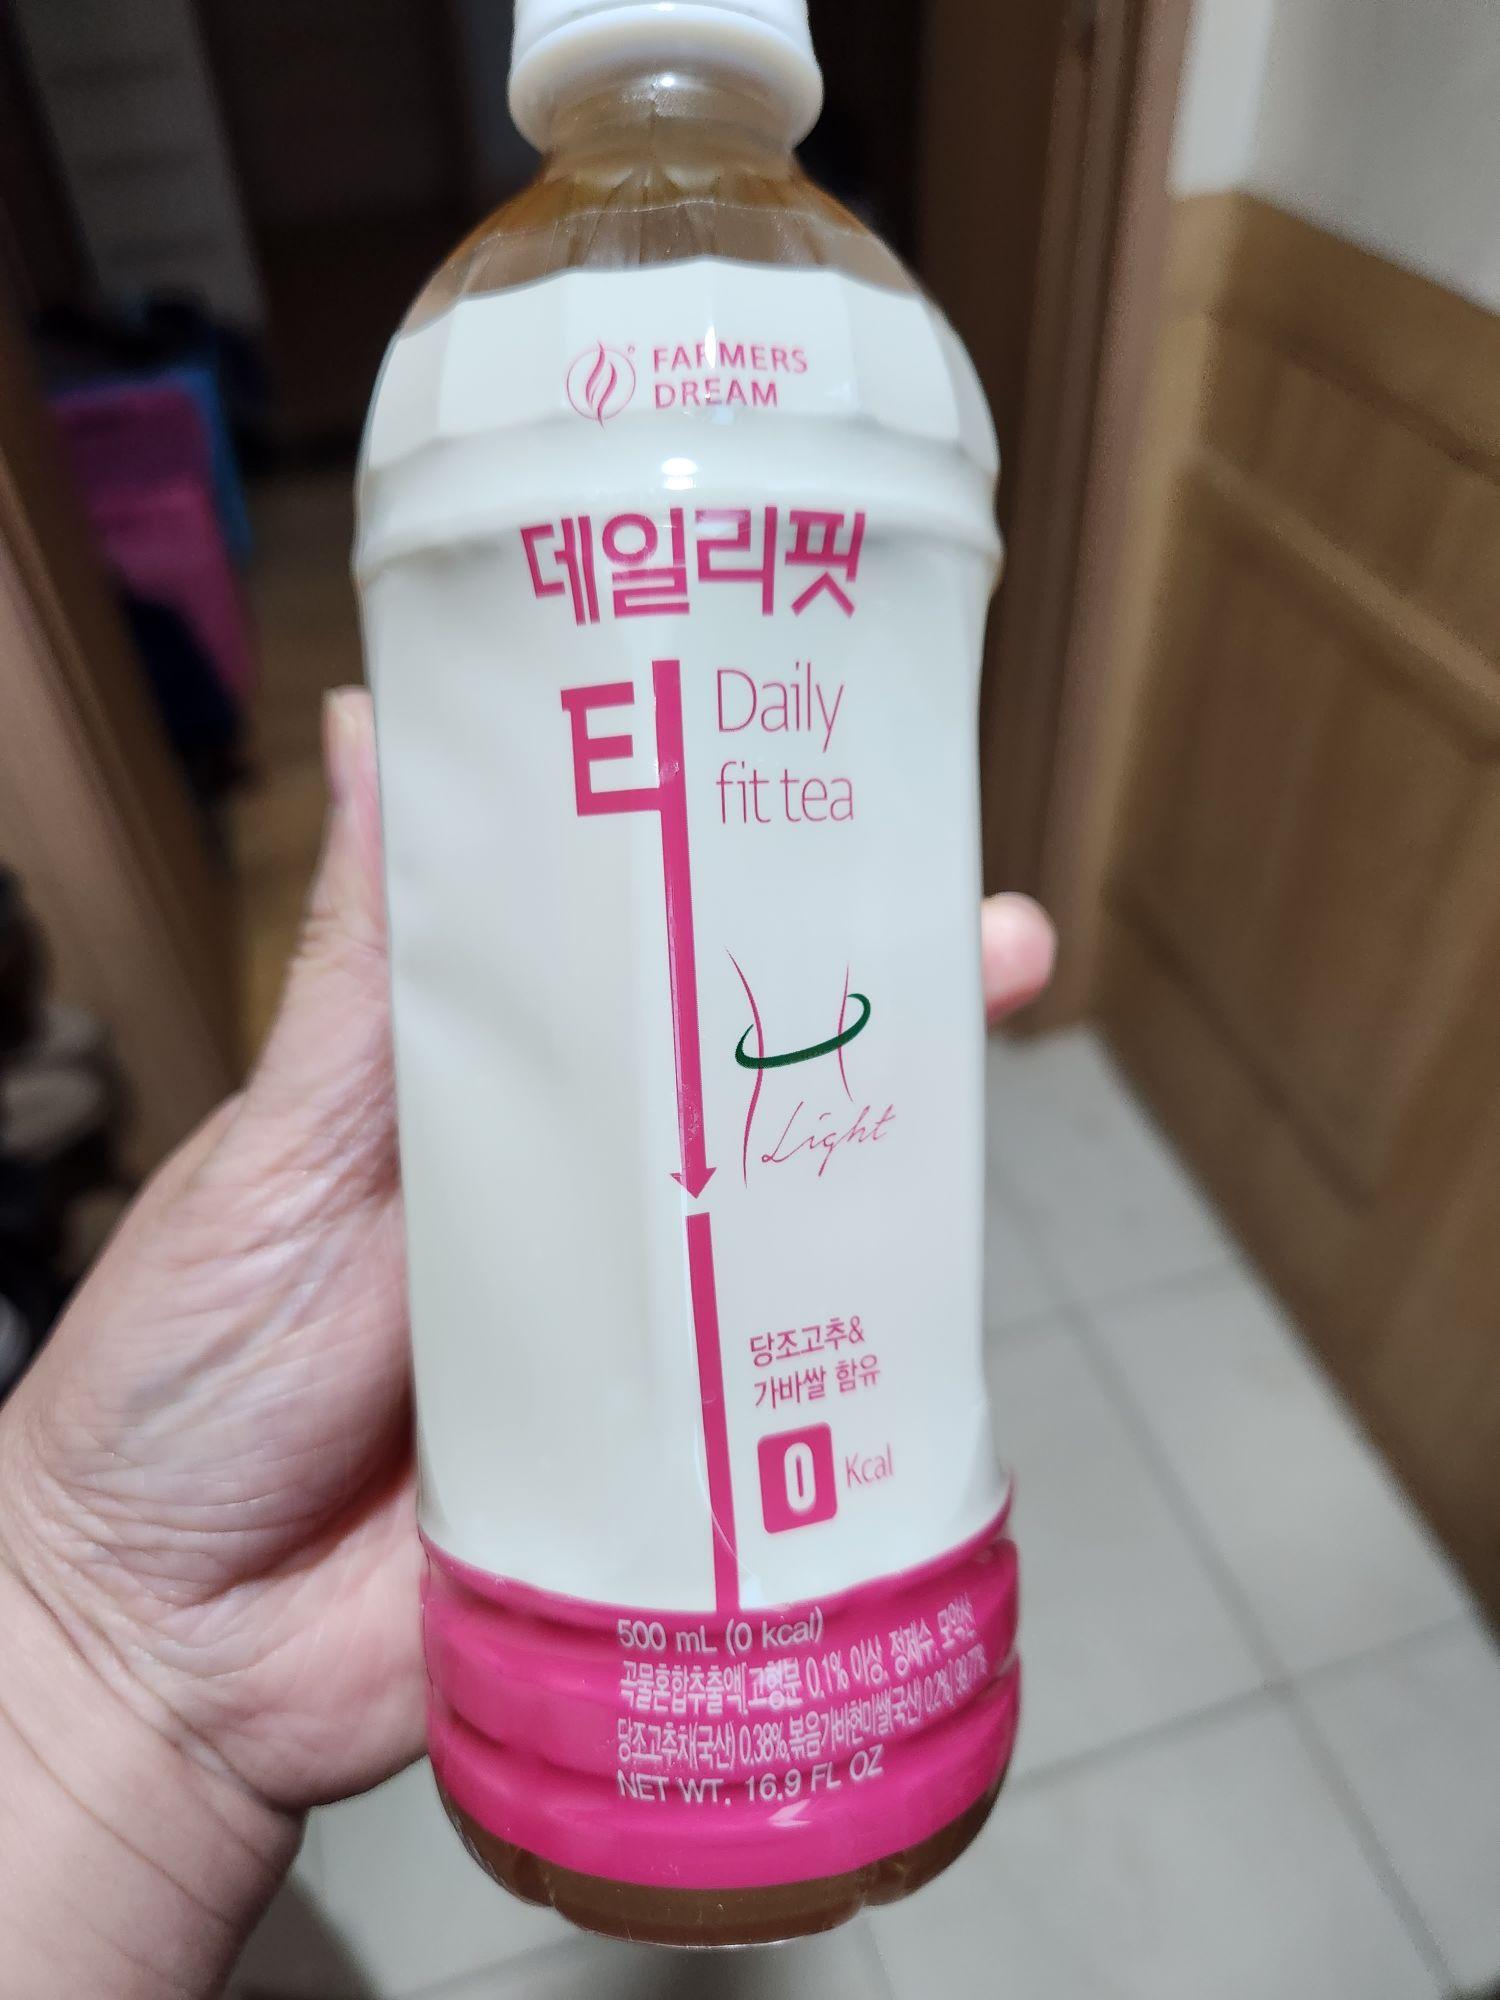 FARMERS
DREAM
데일리핏
티
Daily
fit tea
Light
당조고추&
가바쌀 함유
0 Kcal
500 mL (0 kcal)
곡물혼합추출액[고형분 0.1% 이상, 정제수,
당조고추채(국산) 0.38%,볶음가바현미쌀(국산) 0.2%]
NET WT. 16.9 FL OZ